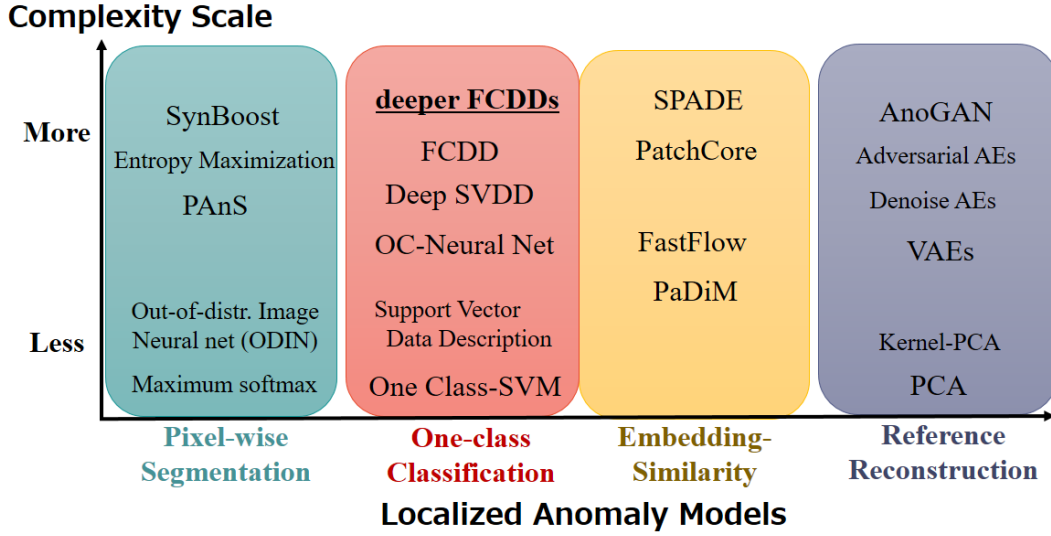 Complexity Scale
More
Less
SynBoost
Entropy Maximization
PAnS
Out-of-distr. Image
Neural net (ODIN)
Maximum softmax
deeper FCDDs
FCDD
Deep SVDD
OC-Neural Net
Support Vector
Data Description
One Class-SVM
SPADE
PatchCore
FastFlow
PaDiM
AnoGAN
Adversarial AEs
Denoise AEs
VAEs
Kernel-PCA
PCA
Pixel-wise
Segmentation
One-class
Classification
Embedding-
Similarity
Reference
Reconstruction
Localized Anomaly Models